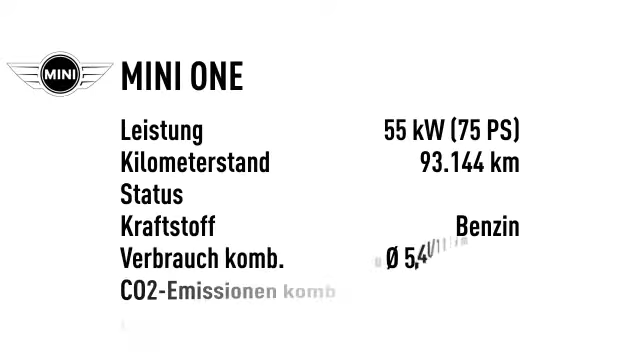 MINI
MINI ONE
Leistung 55 kW (75 PS)
Kilometerstand 93.144 km
Status
Kraftstoff Benzin
Verbrauch komb. Ø 5,4
CO2-Emissionen komb